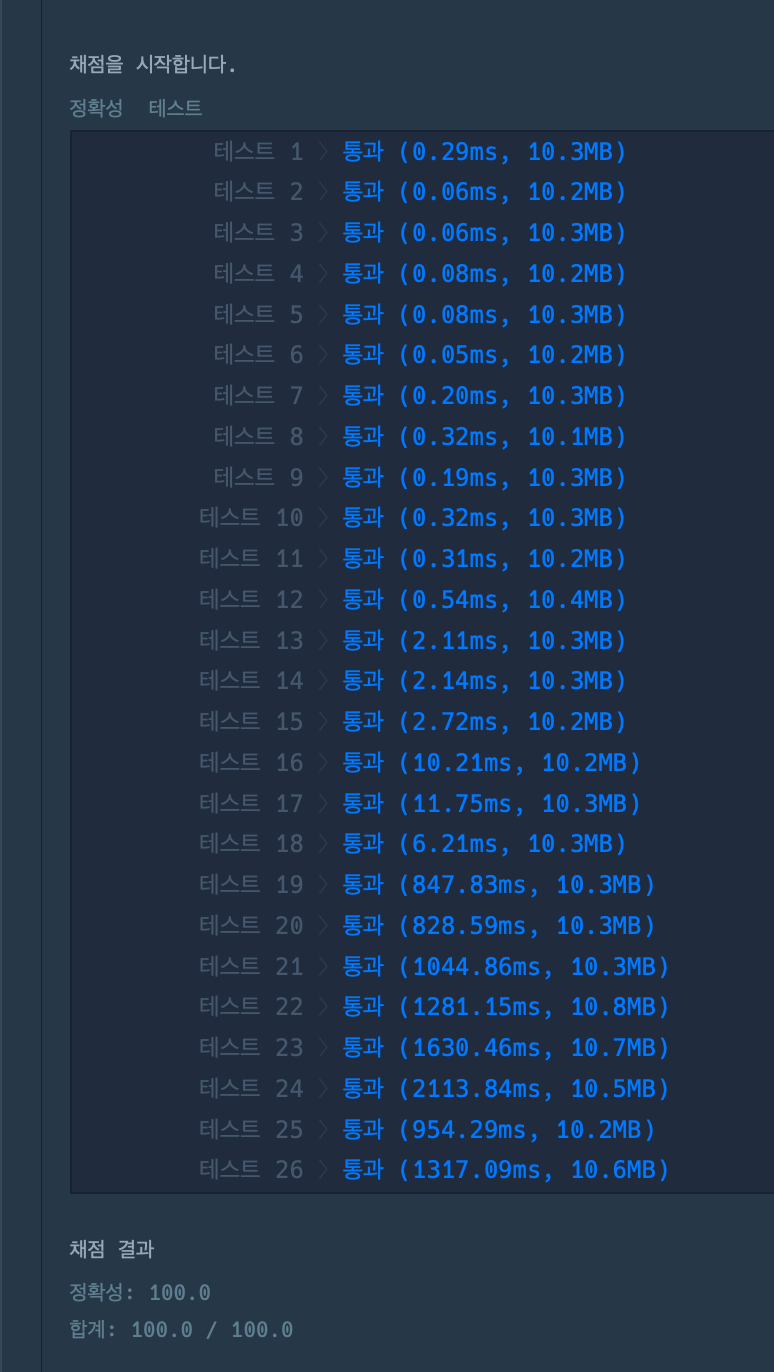 채점을 시작합니다.
정확성 테스트
테스트 1 〉 통과 (0.29ms, 10.3MB)
테스트 2 〉 통과 (0.06ms, 10.2MB)
테스트 3 〉 통과 (0.06ms, 10.3MB)
테스트 4 〉 통과 (0.08ms, 10.2MB)
테스트 5 〉 통과 (0.08ms, 10.3MB)
테스트 6 〉 통과 (0.05ms, 10.2MB)
테스트 7 〉 통과 (0.20ms, 10.3MB)
테스트 8 〉 통과 (0.32ms, 10.1MB)
테스트 9 〉 통과 (0.19ms, 10.3MB)
테스트 10 〉 통과 (0.32ms, 10.3MB)
테스트 11 〉 통과 (0.31ms, 10.2MB)
테스트 12 〉 통과 (0.54ms, 10.4MB)
테스트 13 〉 통과 (2.11ms, 10.3MB)
테스트 14 〉 통과 (2.14ms, 10.3MB)
테스트 15 〉 통과 (2.72ms, 10.2MB)
테스트 16 〉 통과 (10.21ms, 10.2MB)
테스트 17 〉 통과 (11.75ms, 10.3MB)
테스트 18 〉 통과 (6.21ms, 10.3MB)
테스트 19 〉 통과 (847.83ms, 10.3MB)
테스트 20 〉 통과 (828.59ms, 10.3MB)
테스트 21 〉 통과 (1044.86ms, 10.3MB)
테스트 22 〉 통과 (1281.15ms, 10.8MB)
테스트 23 〉 통과 (1630.46ms, 10.7MB)
테스트 24 〉 통과 (2113.84ms, 10.5MB)
테스트 25 〉 통과 (954.29ms, 10.2MB)
테스트 26 〉 통과 (1317.09ms, 10.6MB)
채점 결과
정확성: 100.0
합계: 100.0 / 100.0